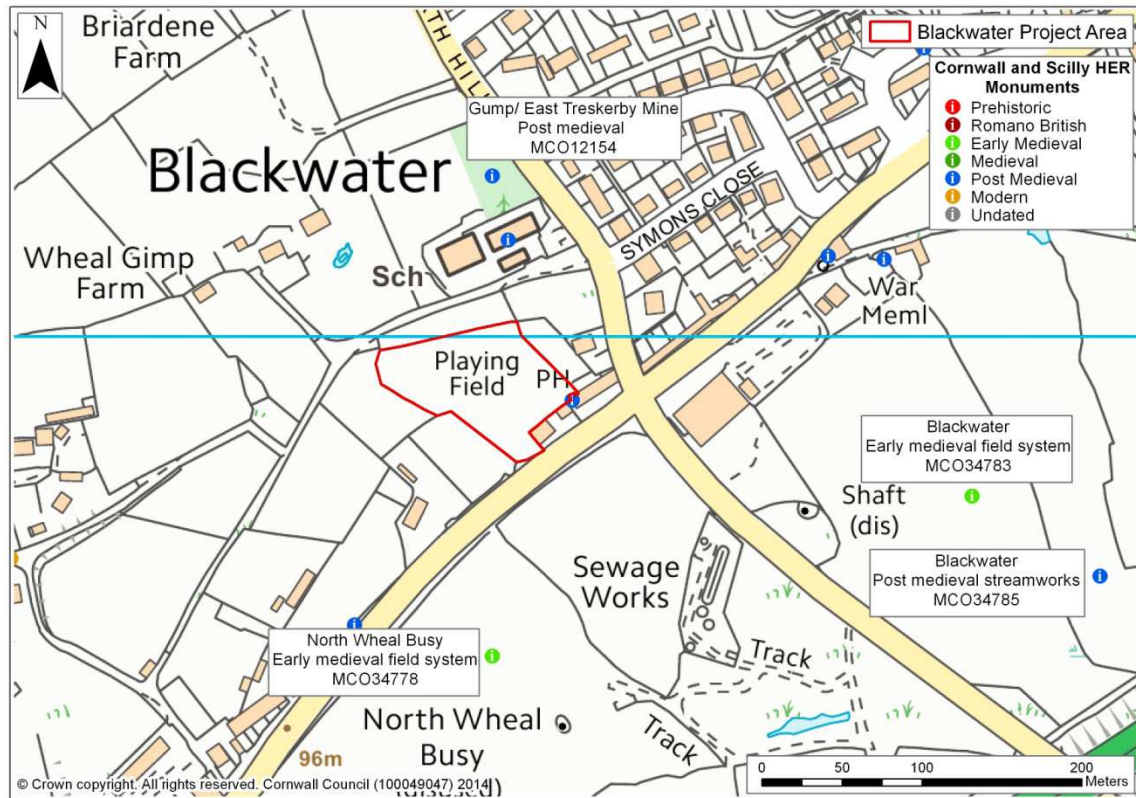 N
Briardene
Farm
TH HILL
Blackwater Project Area
Cornwall and Scilly HER
Monuments
Prehistoric
Romano British
Early Medieval
Medieval
Post Medieval
Modern
Undated
Gump/ East Treskerby Mine
Post medieval
MCO12154
Blackwater
SYMONS CLOSE
Wheal Gimp
Farm
Sch
War
Meml
Playing
Field
PH
Blackwater
Early medieval field system
MCO34783
Shaft
(dis)
Blackwater
Post medieval streamworks
MCO34785
Sewage
Works
North Wheal Busy
Early medieval field system
MCO34778
Track
Track
North Wheal
Busy
(disused)
96m
0 50 100 200
Meters
© Crown copyright. All rights reserved. Cornwall Council (100049047) 2014